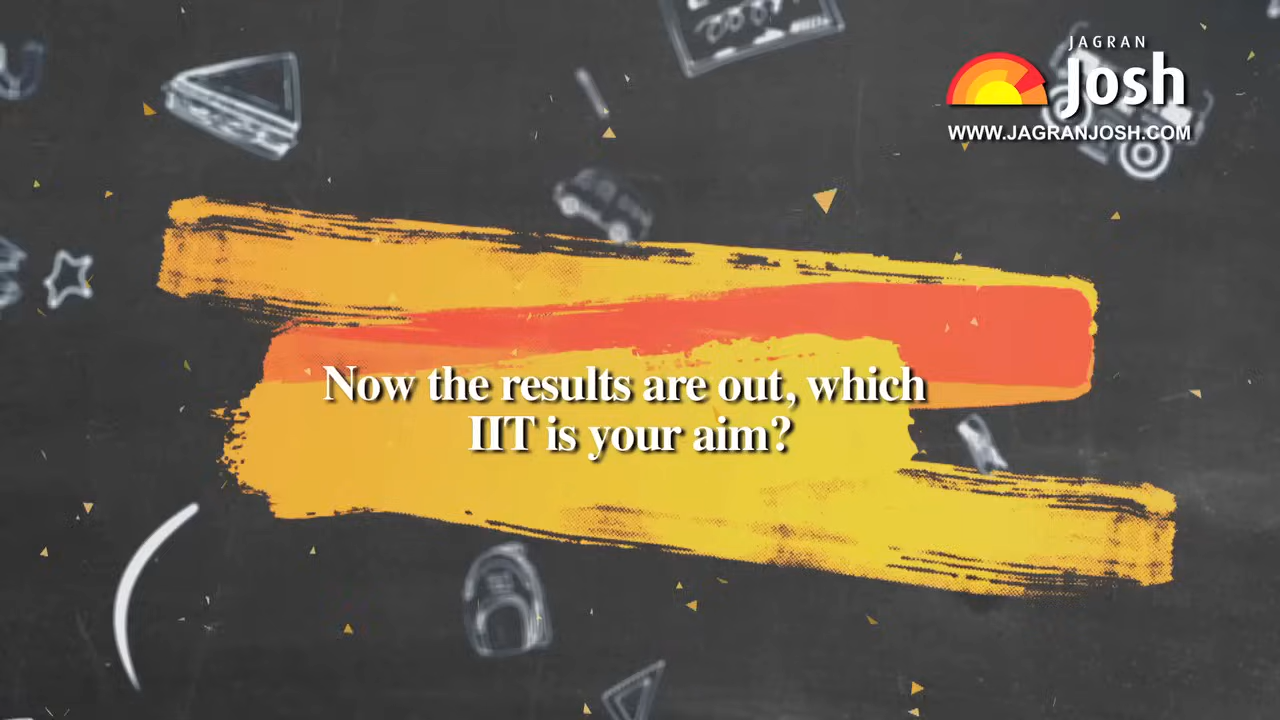 JAGRAN
Josh
WWW.JAGRANJOSH.COM
Now the results are out, which
IIT is your aim?